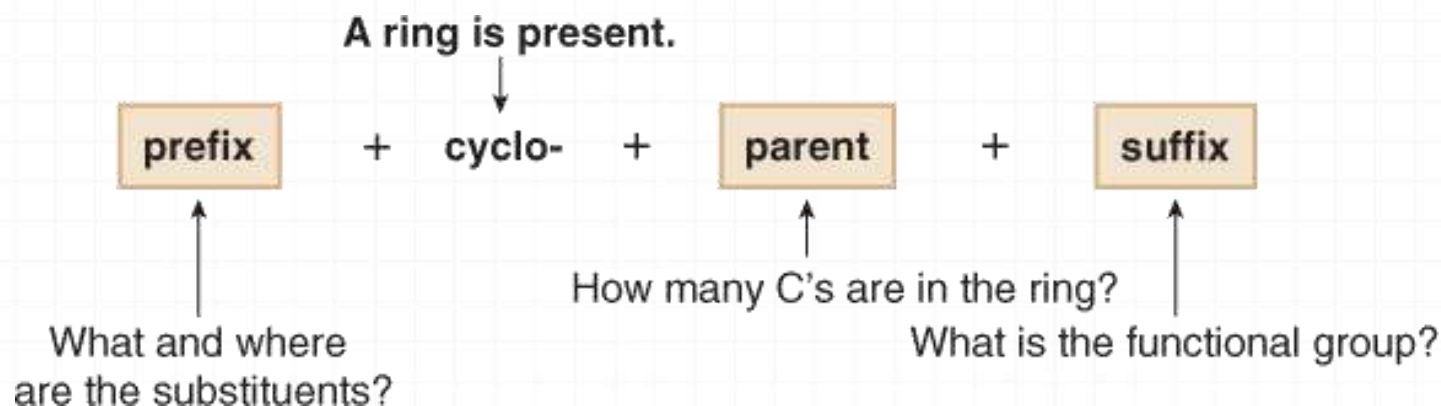 A ring is present.
prefix + cyclo- + parent + suffix
How many C's are in the ring?
What and where
are the substituents?
What is the functional group?